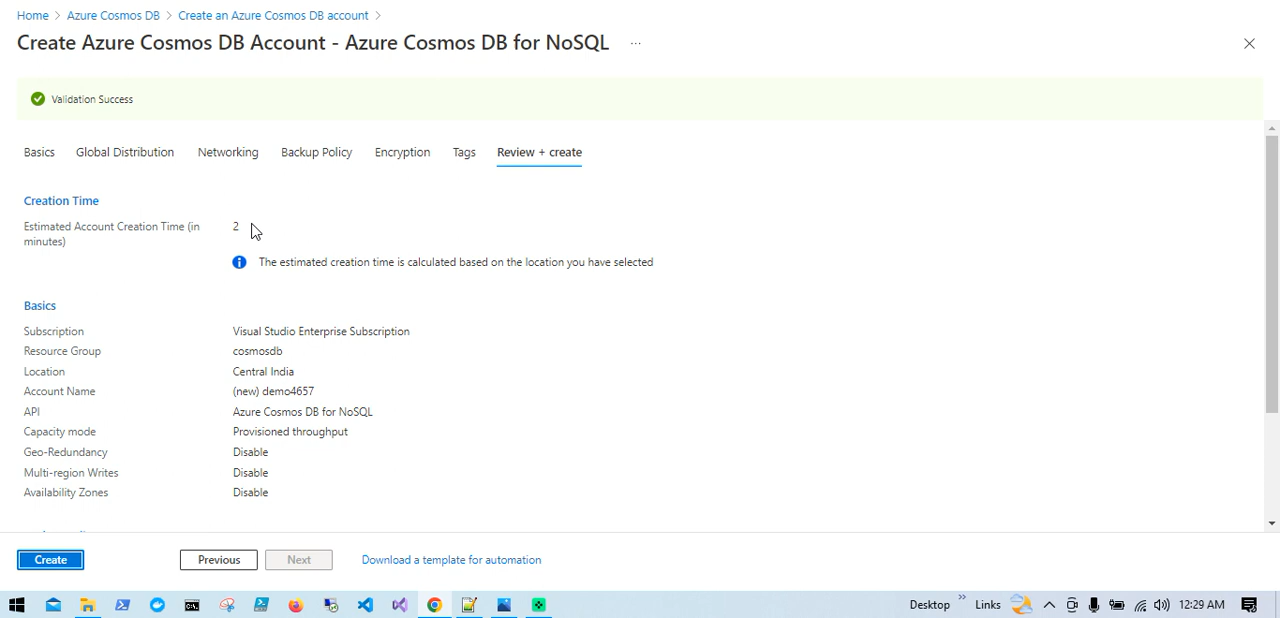 Home > Azure Cosmos DB > Create an Azure Cosmos DB account >
Create Azure Cosmos DB Account - Azure Cosmos DB for NoSQL ...
Validation Success
Basics Global Distribution Networking Backup Policy Encryption Tags Review + create
Creation Time
Estimated Account Creation Time (in minutes) 2
The estimated creation time is calculated based on the location you have selected
Basics
Subscription Visual Studio Enterprise Subscription
Resource Group cosmosdb
Location Central India
Account Name (new) demo4657
API Azure Cosmos DB for NoSQL
Capacity mode Provisioned throughput
Geo-Redundancy Disable
Multi-region Writes Disable
Availability Zones Disable
Create Previous Next Download a template for automation
Desktop Links 12:29 AM